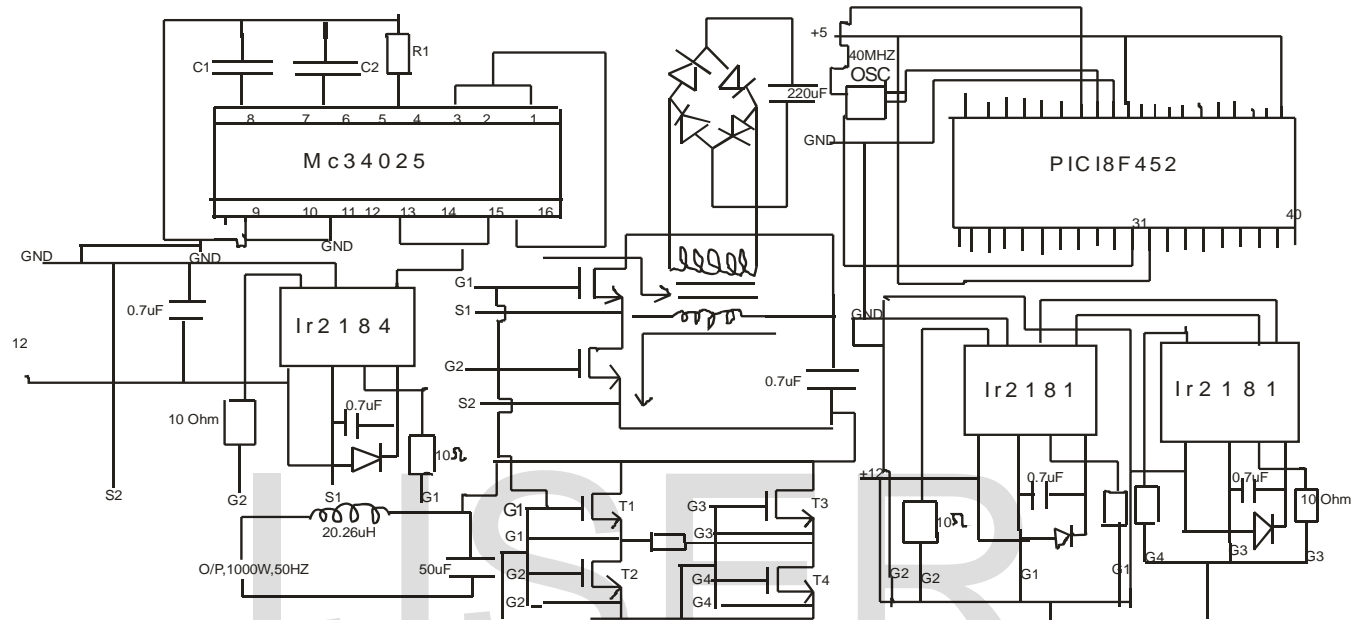 R1
C1
C2
8 7 6 5 4 3 2 1
Mc34025
9 10 11 12 13 14 15 16
GND
GND
GND
0.7uF
12
Ir2184
10 Ohm
0.7uF
10Ω
S2
G2
S1
G1
20.26uH
O/P,1000W,50HZ
50uF
220uF
G1
S1
G2
S2
0.7uF
G1
T1
G1
G2
T2
G2
G3
T3
G3
G4
T4
G4
+5
40MHZ
OSC
GND
PICI8F452
31
40
GND
Ir2181
Ir2181
+12
0.7uF
10Ω
G2
G2
G1
G1
0.7uF
10 Ohm
G4
G3
G3
IJSER